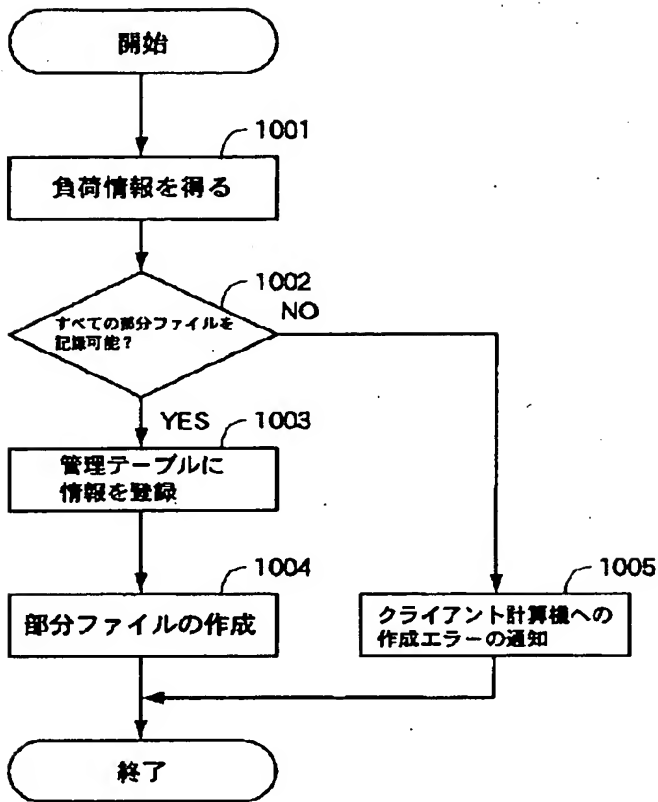 開始
1001
負荷情報を得る
1002
すべての部分ファイルを
記録可能？
NO
YES
1003
管理テーブルに
情報を登録
1004
部分ファイルの作成
1005
クライアント計算機への
作成エラーの通知
終了